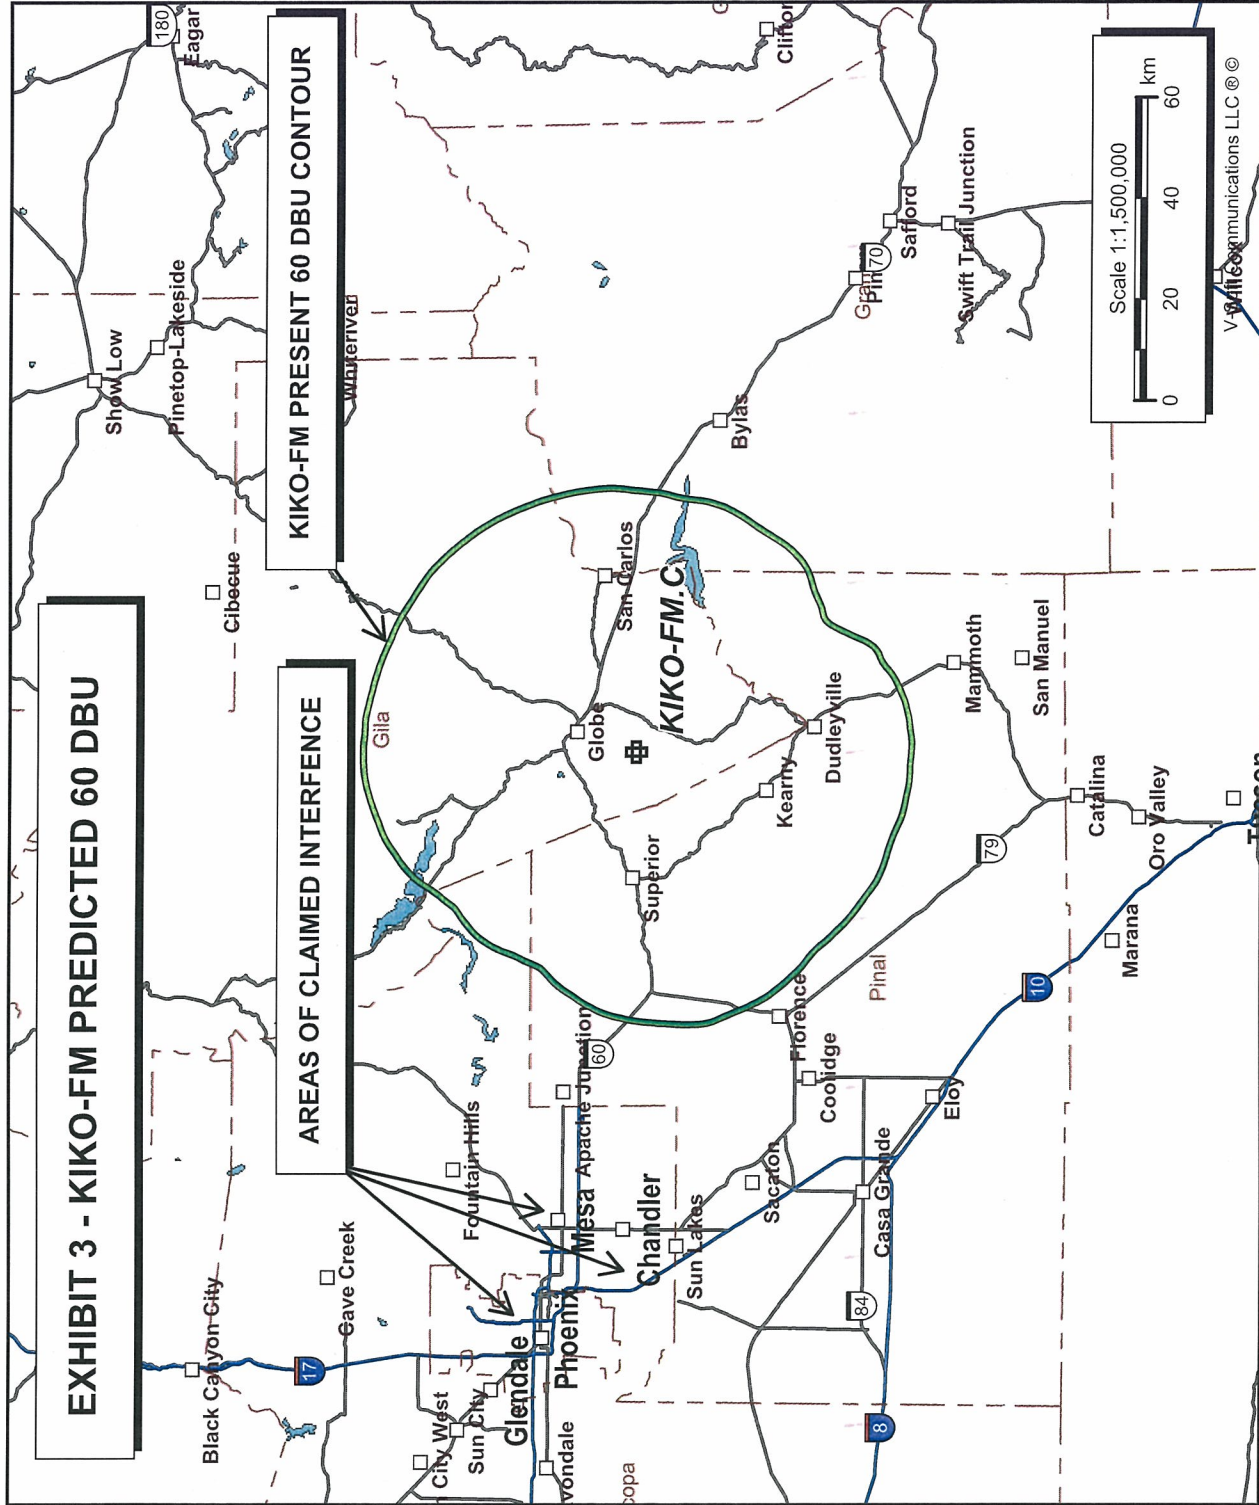 EXHIBIT 3 - KIKO-FM PREDICTED 60 DBU
AREAS OF CLAIMED INTERFENCE
KIKO-FM PRESENT 60 DBU CONTOUR
Black Canyon City
17
Cave Creek
City West
Sun City
Glendale
Phoenix
vondale
copa
Fountain Hills
Mesa
Apache Junction
Chandler
Sun Lakes
Sacaton
Casa Grande
84
8
Coolidge
Florence
Eloy
10
60
Pinal
Gila
Cibecue
Show Low
Pinetop-Lakeside
Whiteriver
180
Eagar
Globe
San Carlos
KIKO-FM.C
Superior
Kearny
Dudleyville
Mammoth
San Manuel
79
Catalina
Oro Valley
Marana
Bylas
70
Safford
Swift Trail Junction
Clifton
Scale 1:1,500,000
0 20 40 60 km
Willcox